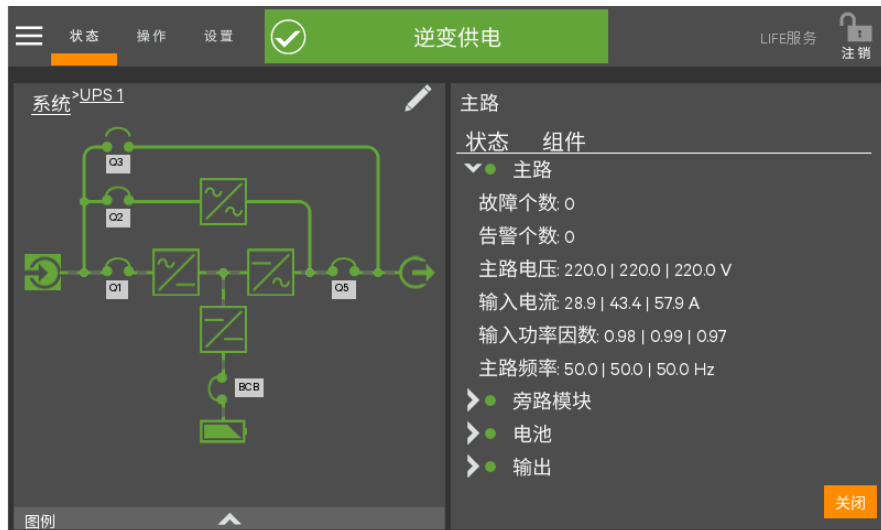 状态 操作 设置 逆变供电 LIFE服务 注销
系统>UPS 1
Q3
Q2
Q1
Q5
BCB
图例
主路
状态 组件
主路
故障个数: 0
告警个数: 0
主路电压: 220.0 | 220.0 | 220.0 V
输入电流: 28.9 | 43.4 | 57.9 A
输入功率因数: 0.98 | 0.99 | 0.97
主路频率: 50.0 | 50.0 | 50.0 Hz
旁路模块
电池
输出
关闭